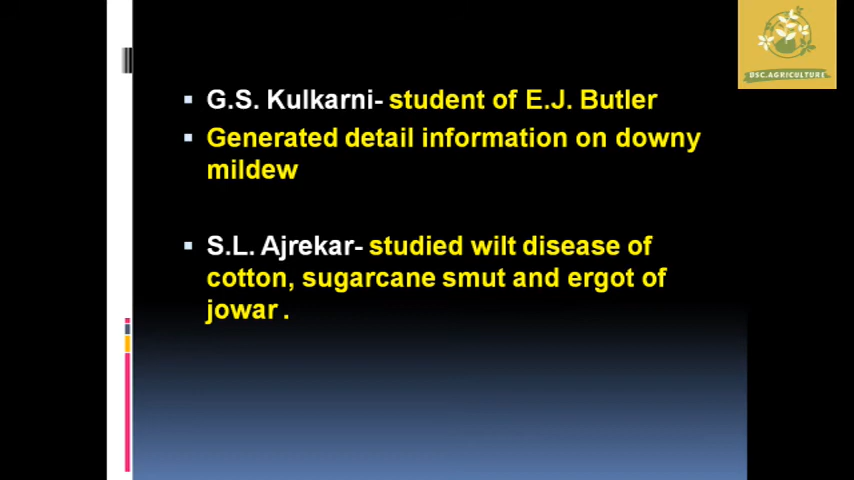 BSC.AGRICULTURE
▪ G.S. Kulkarni- student of E.J. Butler
▪ Generated detail information on downy
mildew
▪ S.L. Ajrekar- studied wilt disease of
cotton, sugarcane smut and ergot of
jowar .